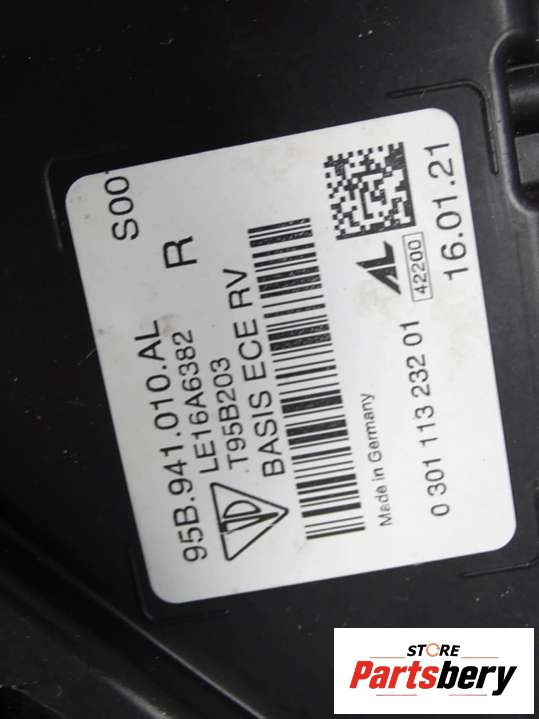 S00
R
95B.941.010.AL
LE16A6382
T95B203
BASIS ECE RV
AL
42200
16.01.21
Made in Germany
0 301 113 232 01
STORE
Partsbery